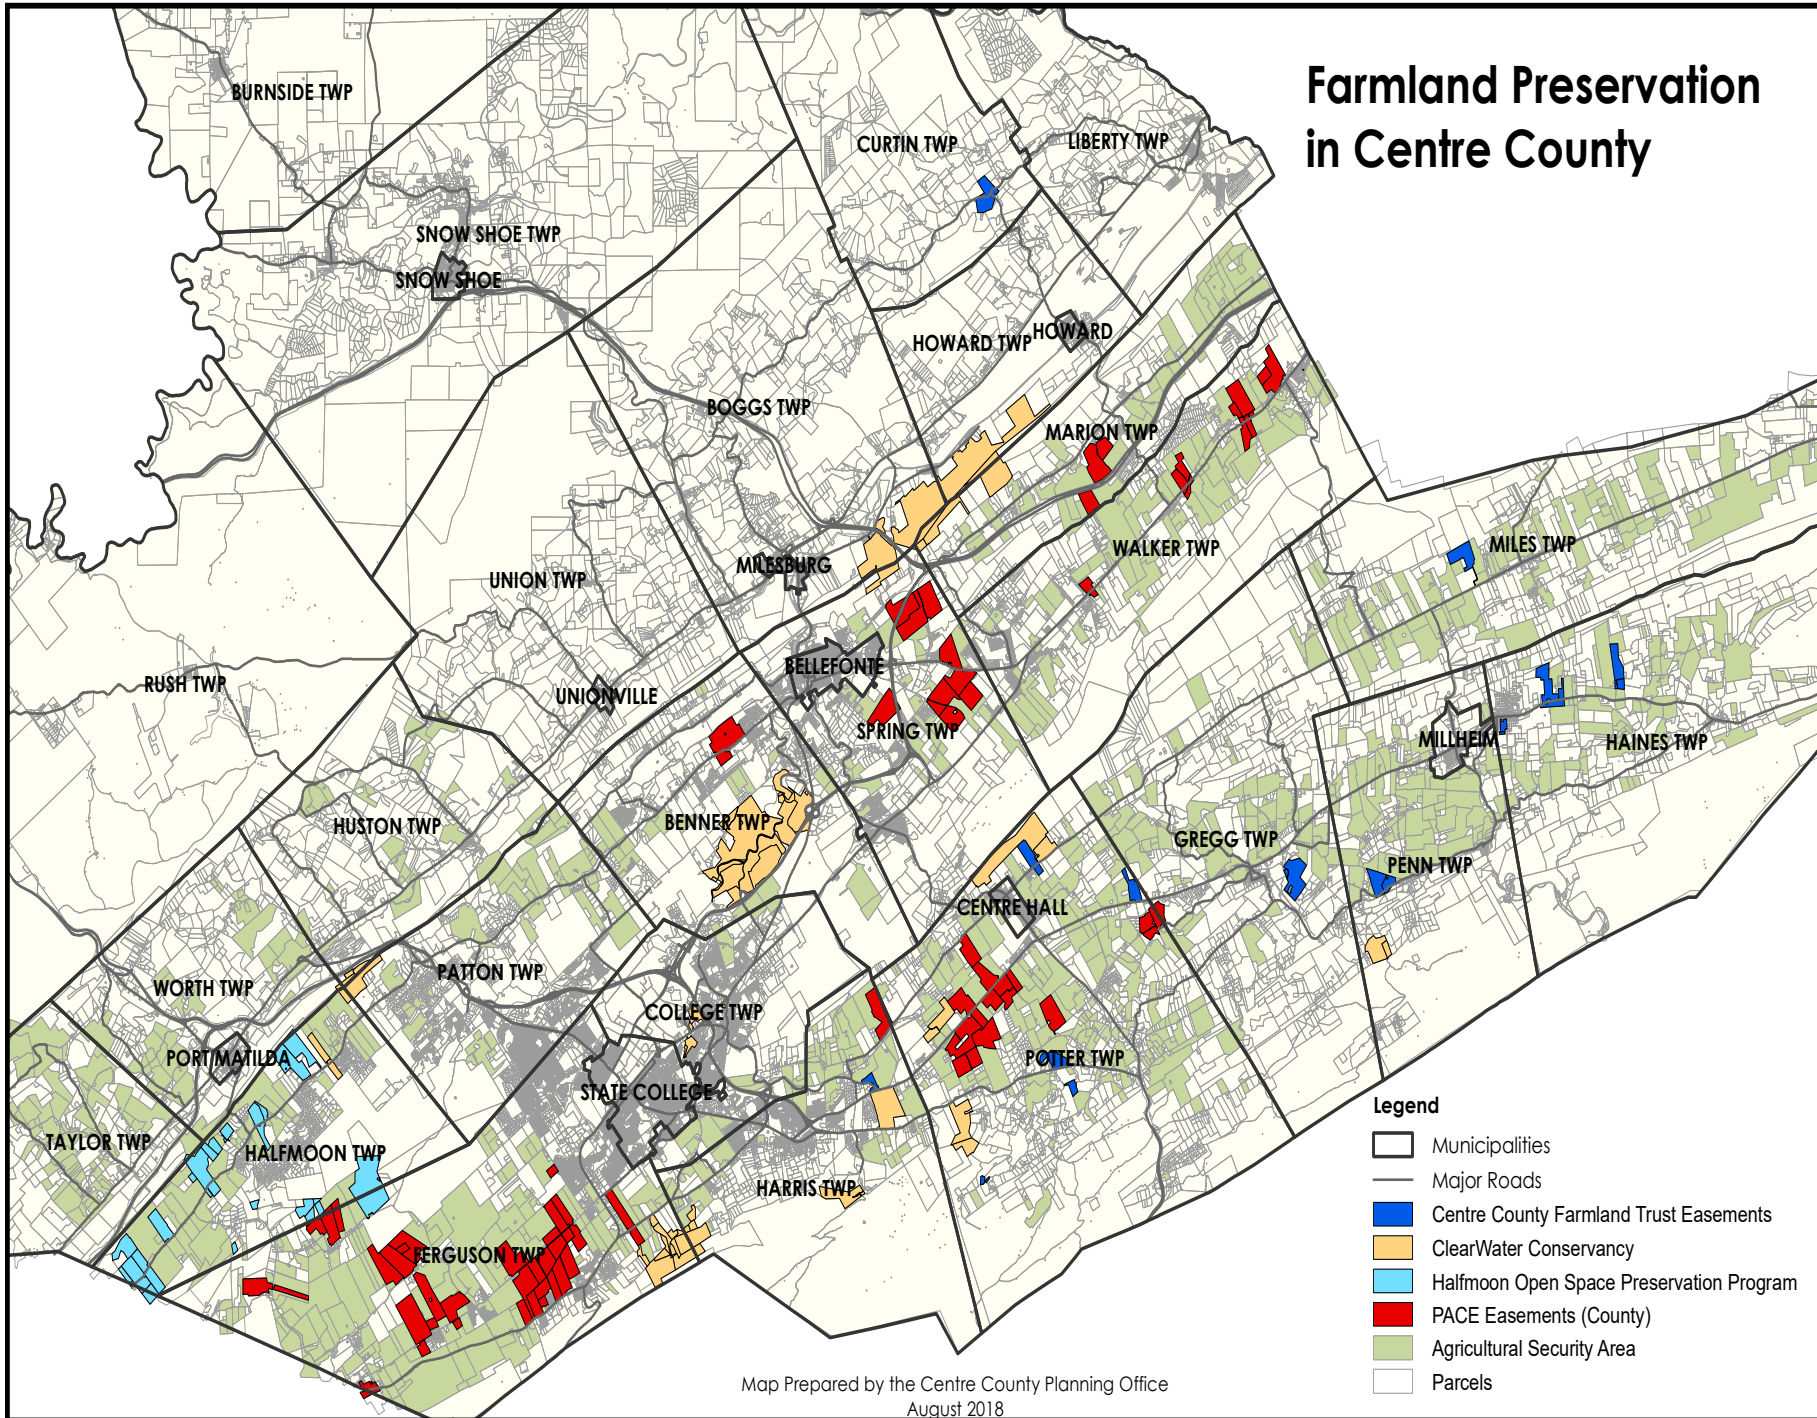 Farmland Preservation
in Centre County
BURNSIDE TWP
CURTIN TWP
LIBERTY TWP
SNOW SHOE TWP
SNOW SHOE
HOWARD TWP
HOWARD
BOGGS TWP
MARION TWP
WALKER TWP
MILES TWP
MILESBURG
UNION TWP
BELLEFONTE
RUSH TWP
UNIONVILLE
SPRING TWP
MILLHEIM
HAINES TWP
HUSTON TWP
BENNER TWP
GREGG TWP
PENN TWP
CENTRE HALL
PATTON TWP
WORTH TWP
COLLEGE TWP
PORT MATILDA
POTTER TWP
STATE COLLEGE
TAYLOR TWP
HALFMOON TWP
HARRIS TWP
FERGUSON TWP
Legend
Municipalities
Major Roads
Centre County Farmland Trust Easements
ClearWater Conservancy
Halfmoon Open Space Preservation Program
PACE Easements (County)
Agricultural Security Area
Parcels
Map Prepared by the Centre County Planning Office
August 2018